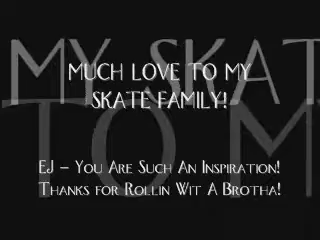 MY SKAT
TO M
MUCH LOVE TO MY
SKATE FAMILY!
EJ – You Are Such An Inspiration!
Thanks for Rollin Wit A Brotha!